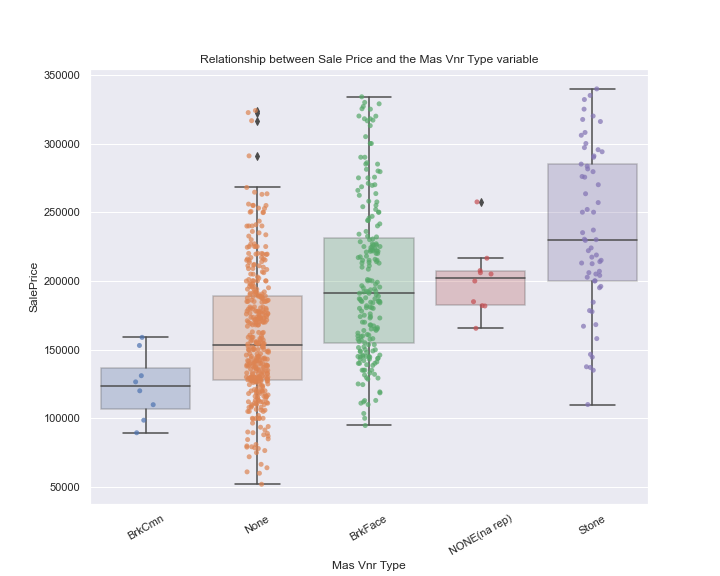 Relationship between Sale Price and the Mas Vnr Type variable
350000
300000
250000
200000
150000
100000
50000
SalePrice
BrkCmn
None
BrkFace
NONE(na rep)
Stone
Mas Vnr Type